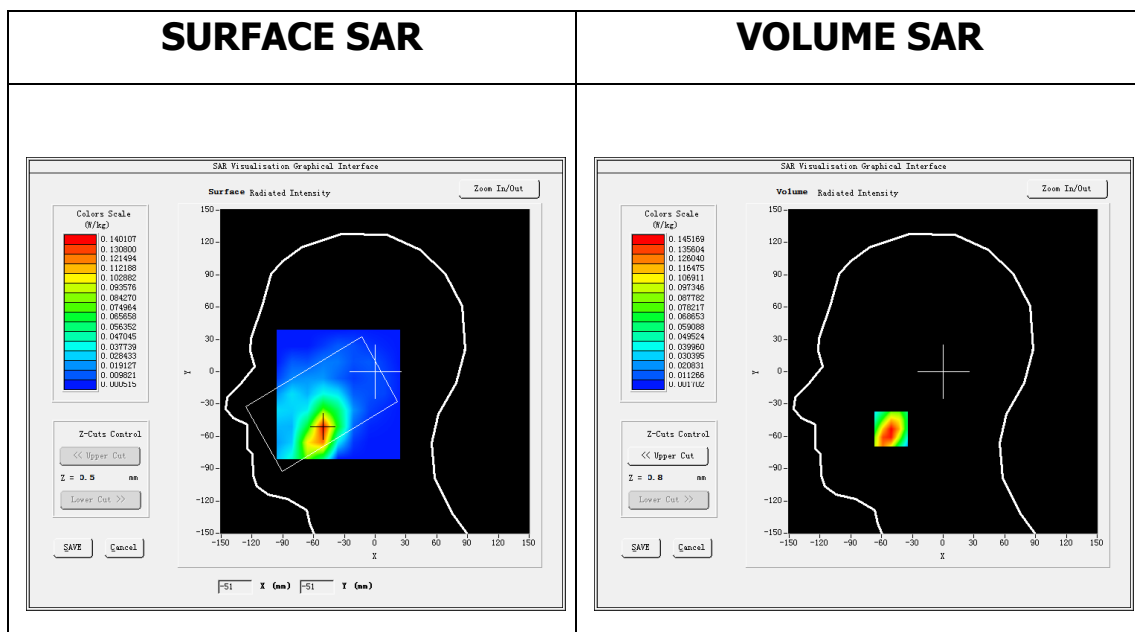 SURFACE SAR
VOLUME SAR
SAR Visualisation Graphical Interface
Surface Radiated Intensity
Zoom In/Out
Colors Scale
(W/kg)
0.140107
0.130800
0.121494
0.112188
0.102882
0.093576
0.084270
0.074964
0.065658
0.056352
0.047045
0.037739
0.028433
0.019127
0.009821
0.000515
150
120
90
60
30
0
-30
-60
-90
-120
-150
Y
-150 -120 -90 -60 -30 0 30 60 90 120 150
X
Z-Cuts Control
<< Upper Cut
Z = 0.5 mm
Lower Cut >>
SAVE Cancel
-51 X (mm) -51 Y (mm)
SAR Visualisation Graphical Interface
Volume Radiated Intensity
Zoom In/Out
Colors Scale
(W/kg)
0.145169
0.135604
0.126040
0.116475
0.106911
0.097346
0.087782
0.078217
0.068653
0.059088
0.049524
0.039960
0.030395
0.020831
0.011266
0.001702
150
120
90
60
30
0
-30
-60
-90
-120
-150
Y
-150 -120 -90 -60 -30 0 30 60 90 120 150
X
Z-Cuts Control
<< Upper Cut
Z = 0.8 mm
Lower Cut >>
SAVE Cancel